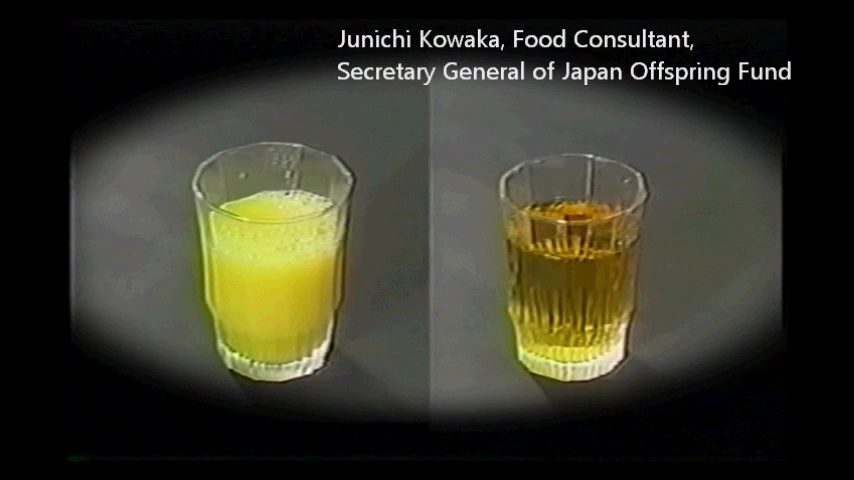 Junichi Kowaka, Food Consultant,
Secretary General of Japan Offspring Fund